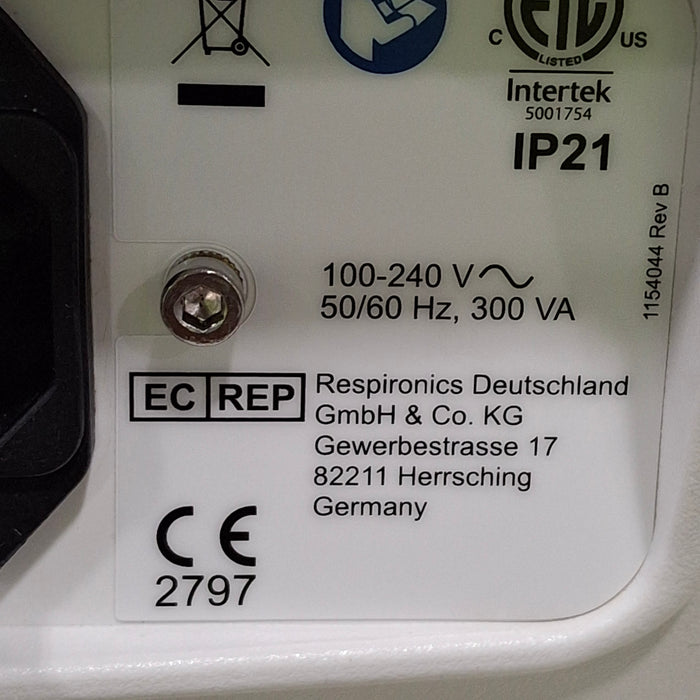 C ETL US
LISTED
Intertek
5001754
IP21
1154044 Rev B
100-240 V
50/60 Hz, 300 VA
EC REP
Respironics Deutschland
GmbH & Co. KG
Gewerbestrasse 17
82211 Herrsching
Germany
CE
2797